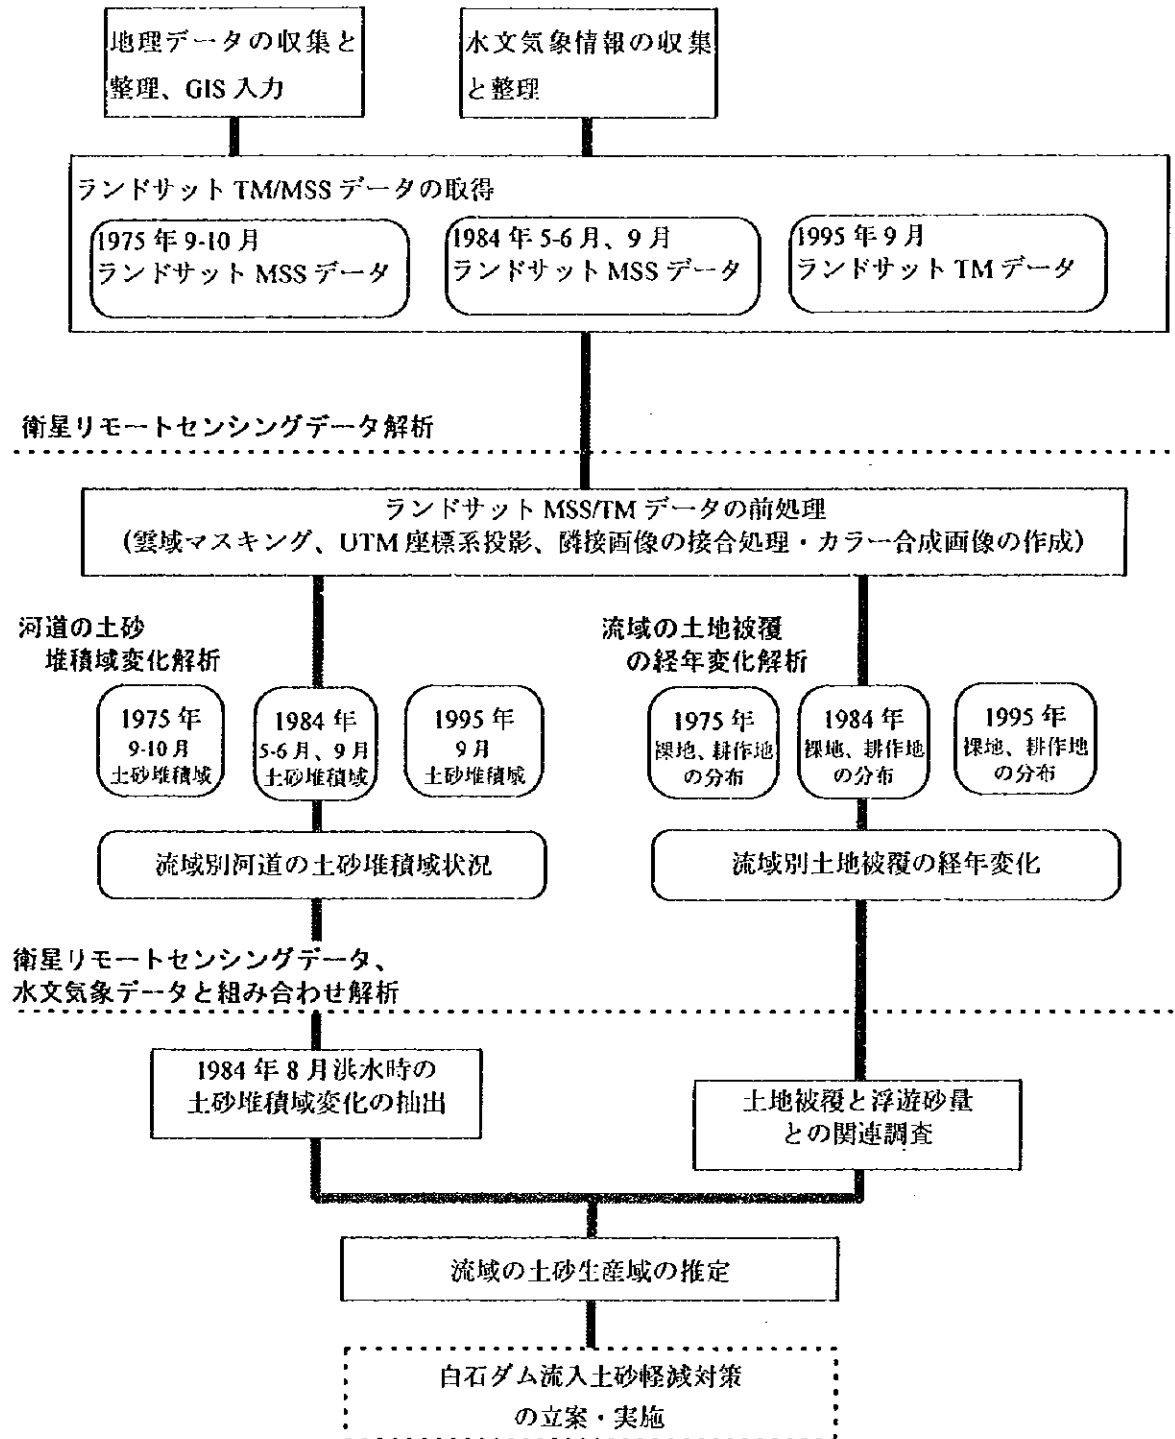 地理データの収集と
整理、GIS 入力
水文気象情報の収集
と整理
ランドサット TM/MSS データの取得
1975 年 9-10 月
ランドサット MSS データ
1984 年 5-6 月、9 月
ランドサット MSS データ
1995 年 9 月
ランドサット TM データ
衛星リモートセンシングデータ解析
ランドサット MSS/TM データの前処理
(雲域マスキング、UTM 座標系投影、隣接画像の接合処理・カラー合成画像の作成)
河道の土砂
堆積域変化解析
1975 年
9-10 月
土砂堆積域
1984 年
5-6 月、9 月
土砂堆積域
1995 年
9 月
土砂堆積域
流域別河道の土砂堆積域状況
流域の土地被覆
の経年変化解析
1975 年
裸地、耕作地
の分布
1984 年
裸地、耕作地
の分布
1995 年
裸地、耕作地
の分布
流域別土地被覆の経年変化
衛星リモートセンシングデータ、
水文気象データと組み合わせ解析
1984 年 8 月洪水時の
土砂堆積域変化の抽出
土地被覆と浮遊砂量
との関連調査
流域の土砂生産域の推定
白石ダム流入土砂軽減対策
の立案・実施